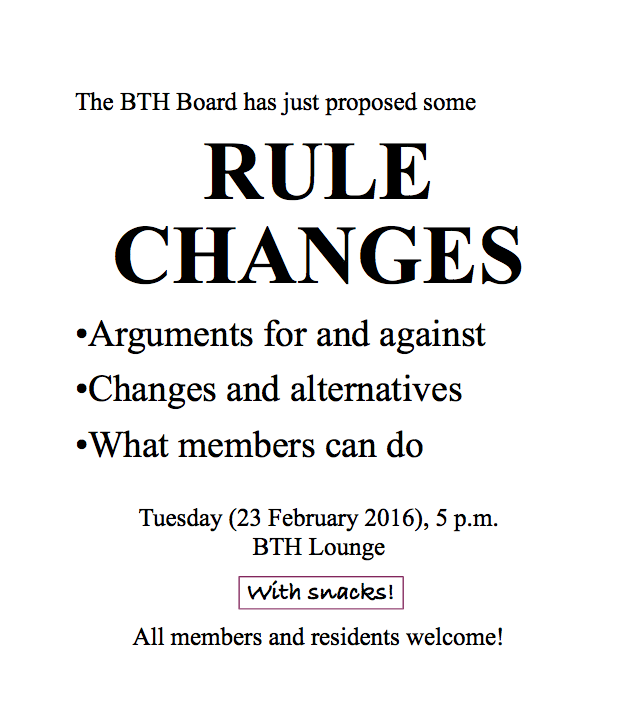 The BTH Board has just proposed some
RULE
CHANGES
•Arguments for and against
•Changes and alternatives
•What members can do
Tuesday (23 February 2016), 5 p.m.
BTH Lounge
With snacks!
All members and residents welcome!